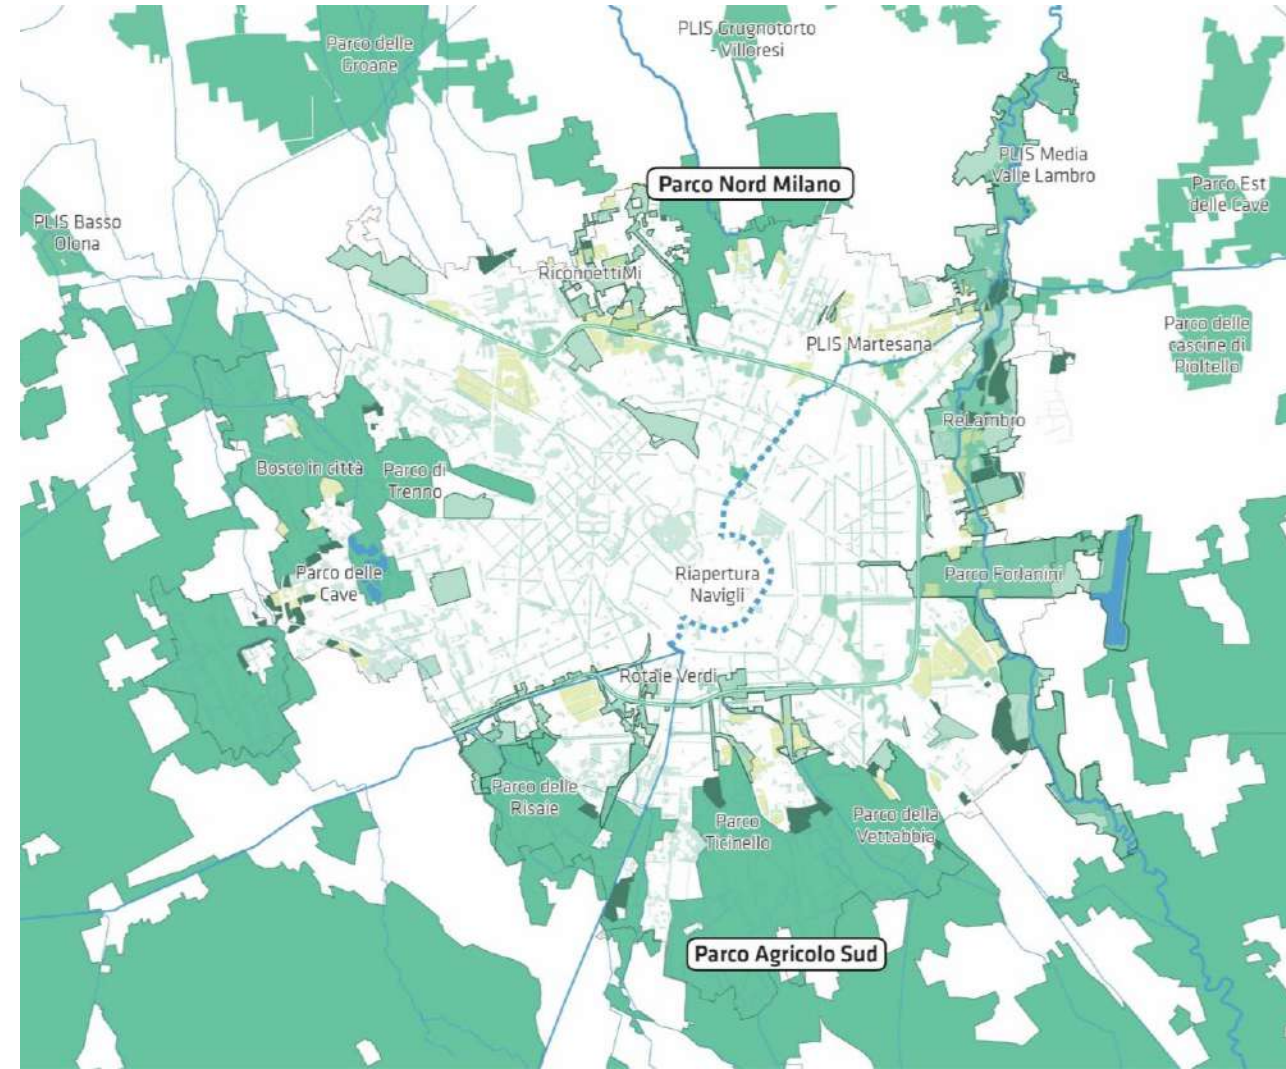 PLIS Grugnotorto
- Villoresi
Parco delle
Groane
PLIS Media
Valle Lambro
Parco Nord Milano
Parco Est
delle Cave
PLIS Basso
Olona
RiconnettiMi
Parco delle
cascine di
Pioltello
PLIS Martesana
ReLambro
Bosco in città
Parco di
Trenno
Parco delle
Cave
Riapertura
Navigli
Parco Forlanini
Rotaie Verdi
Parco delle
Risaie
Parco
Ticinello
Parco della
Vettabbia
Parco Agricolo Sud